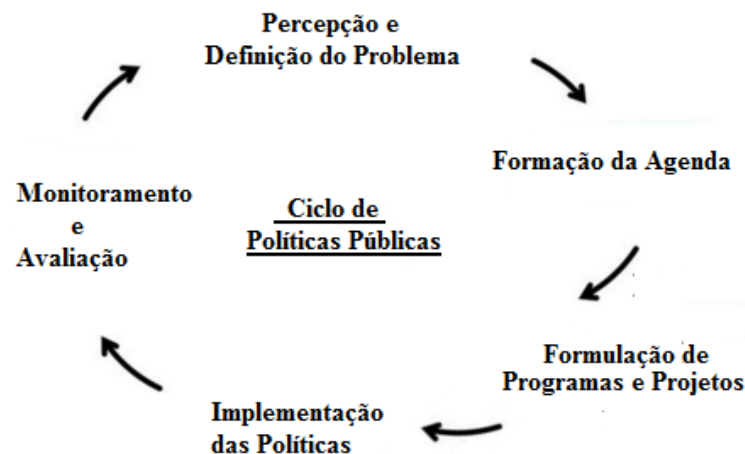 Percepção e
Definição do Problema
Formação da Agenda
Monitoramento
e
Avaliação
Ciclo de
Políticas Públicas
Formulação de
Programas e Projetos
Implementação
das Políticas